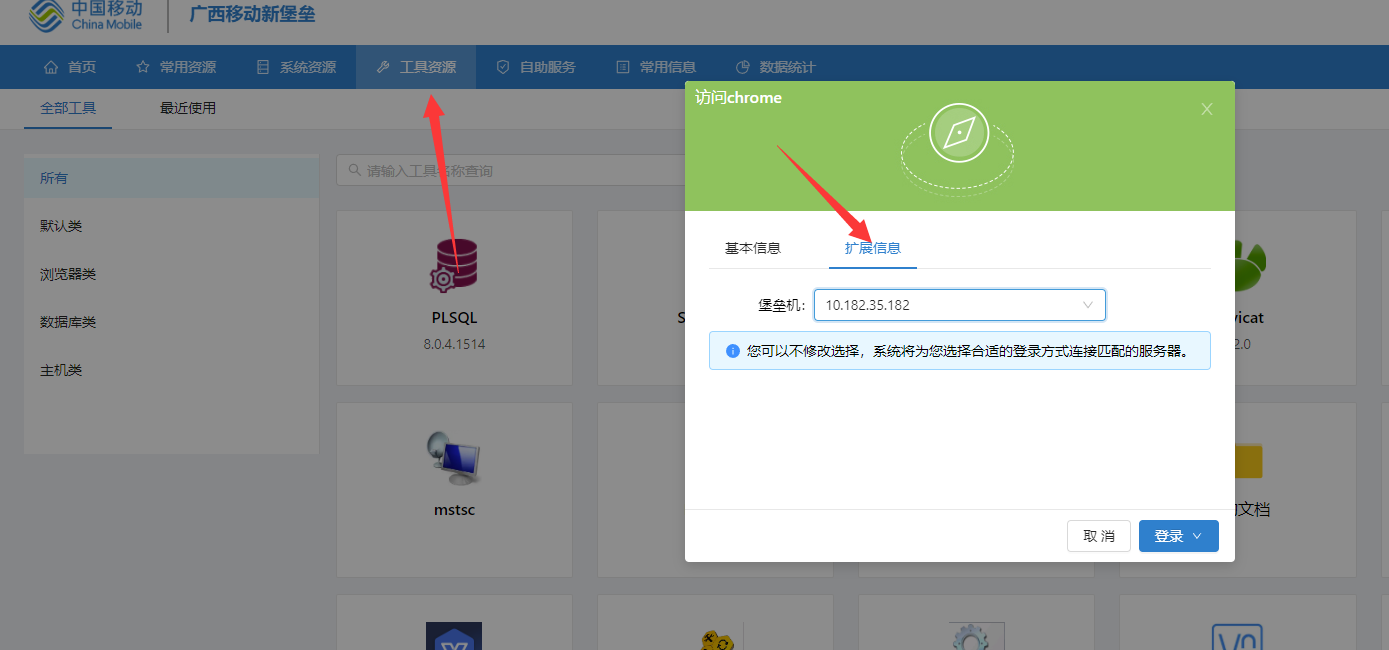 中国移动
China Mobile
广西移动新堡垒
首页 常用资源 系统资源 工具资源 自助服务 常用信息 数据统计
全部工具 最近使用
访问chrome
所有
默认类
浏览器类
数据库类
主机类
请输入工具名称查询
基本信息 扩展信息
堡垒机: 10.182.35.182
您可以不修改选择，系统将为您选择合适的登录方式连接匹配的服务器。
PLSQL
8.0.4.1514
S
vicat
2.0
mstsc
文档
取 消 登录